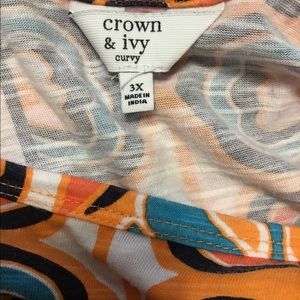 crown
& ivy
curvy
3X
MADE IN
INDIA